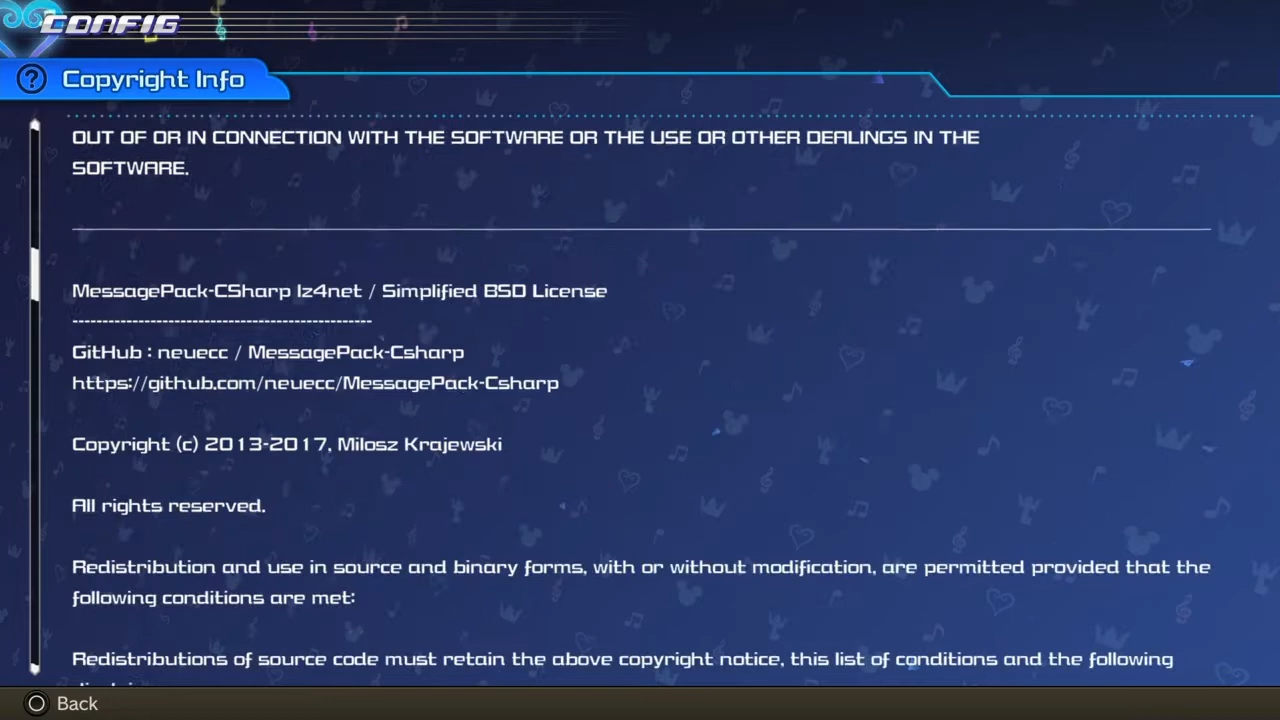 CONFIG
? Copyright Info
OUT OF OR IN CONNECTION WITH THE SOFTWARE OR THE USE OR OTHER DEALINGS IN THE
SOFTWARE.
MessagePack-CSharp lz4net / Simplified BSD License
--------------------------------------------------
GitHub : neuecc / MessagePack-Csharp
https://github.com/neuecc/MessagePack-Csharp
Copyright (c) 2013-2017, Milosz Krajewski
All rights reserved.
Redistribution and use in source and binary forms, with or without modification, are permitted provided that the
following conditions are met:
Redistributions of source code must retain the above copyright notice, this list of conditions and the following
Back